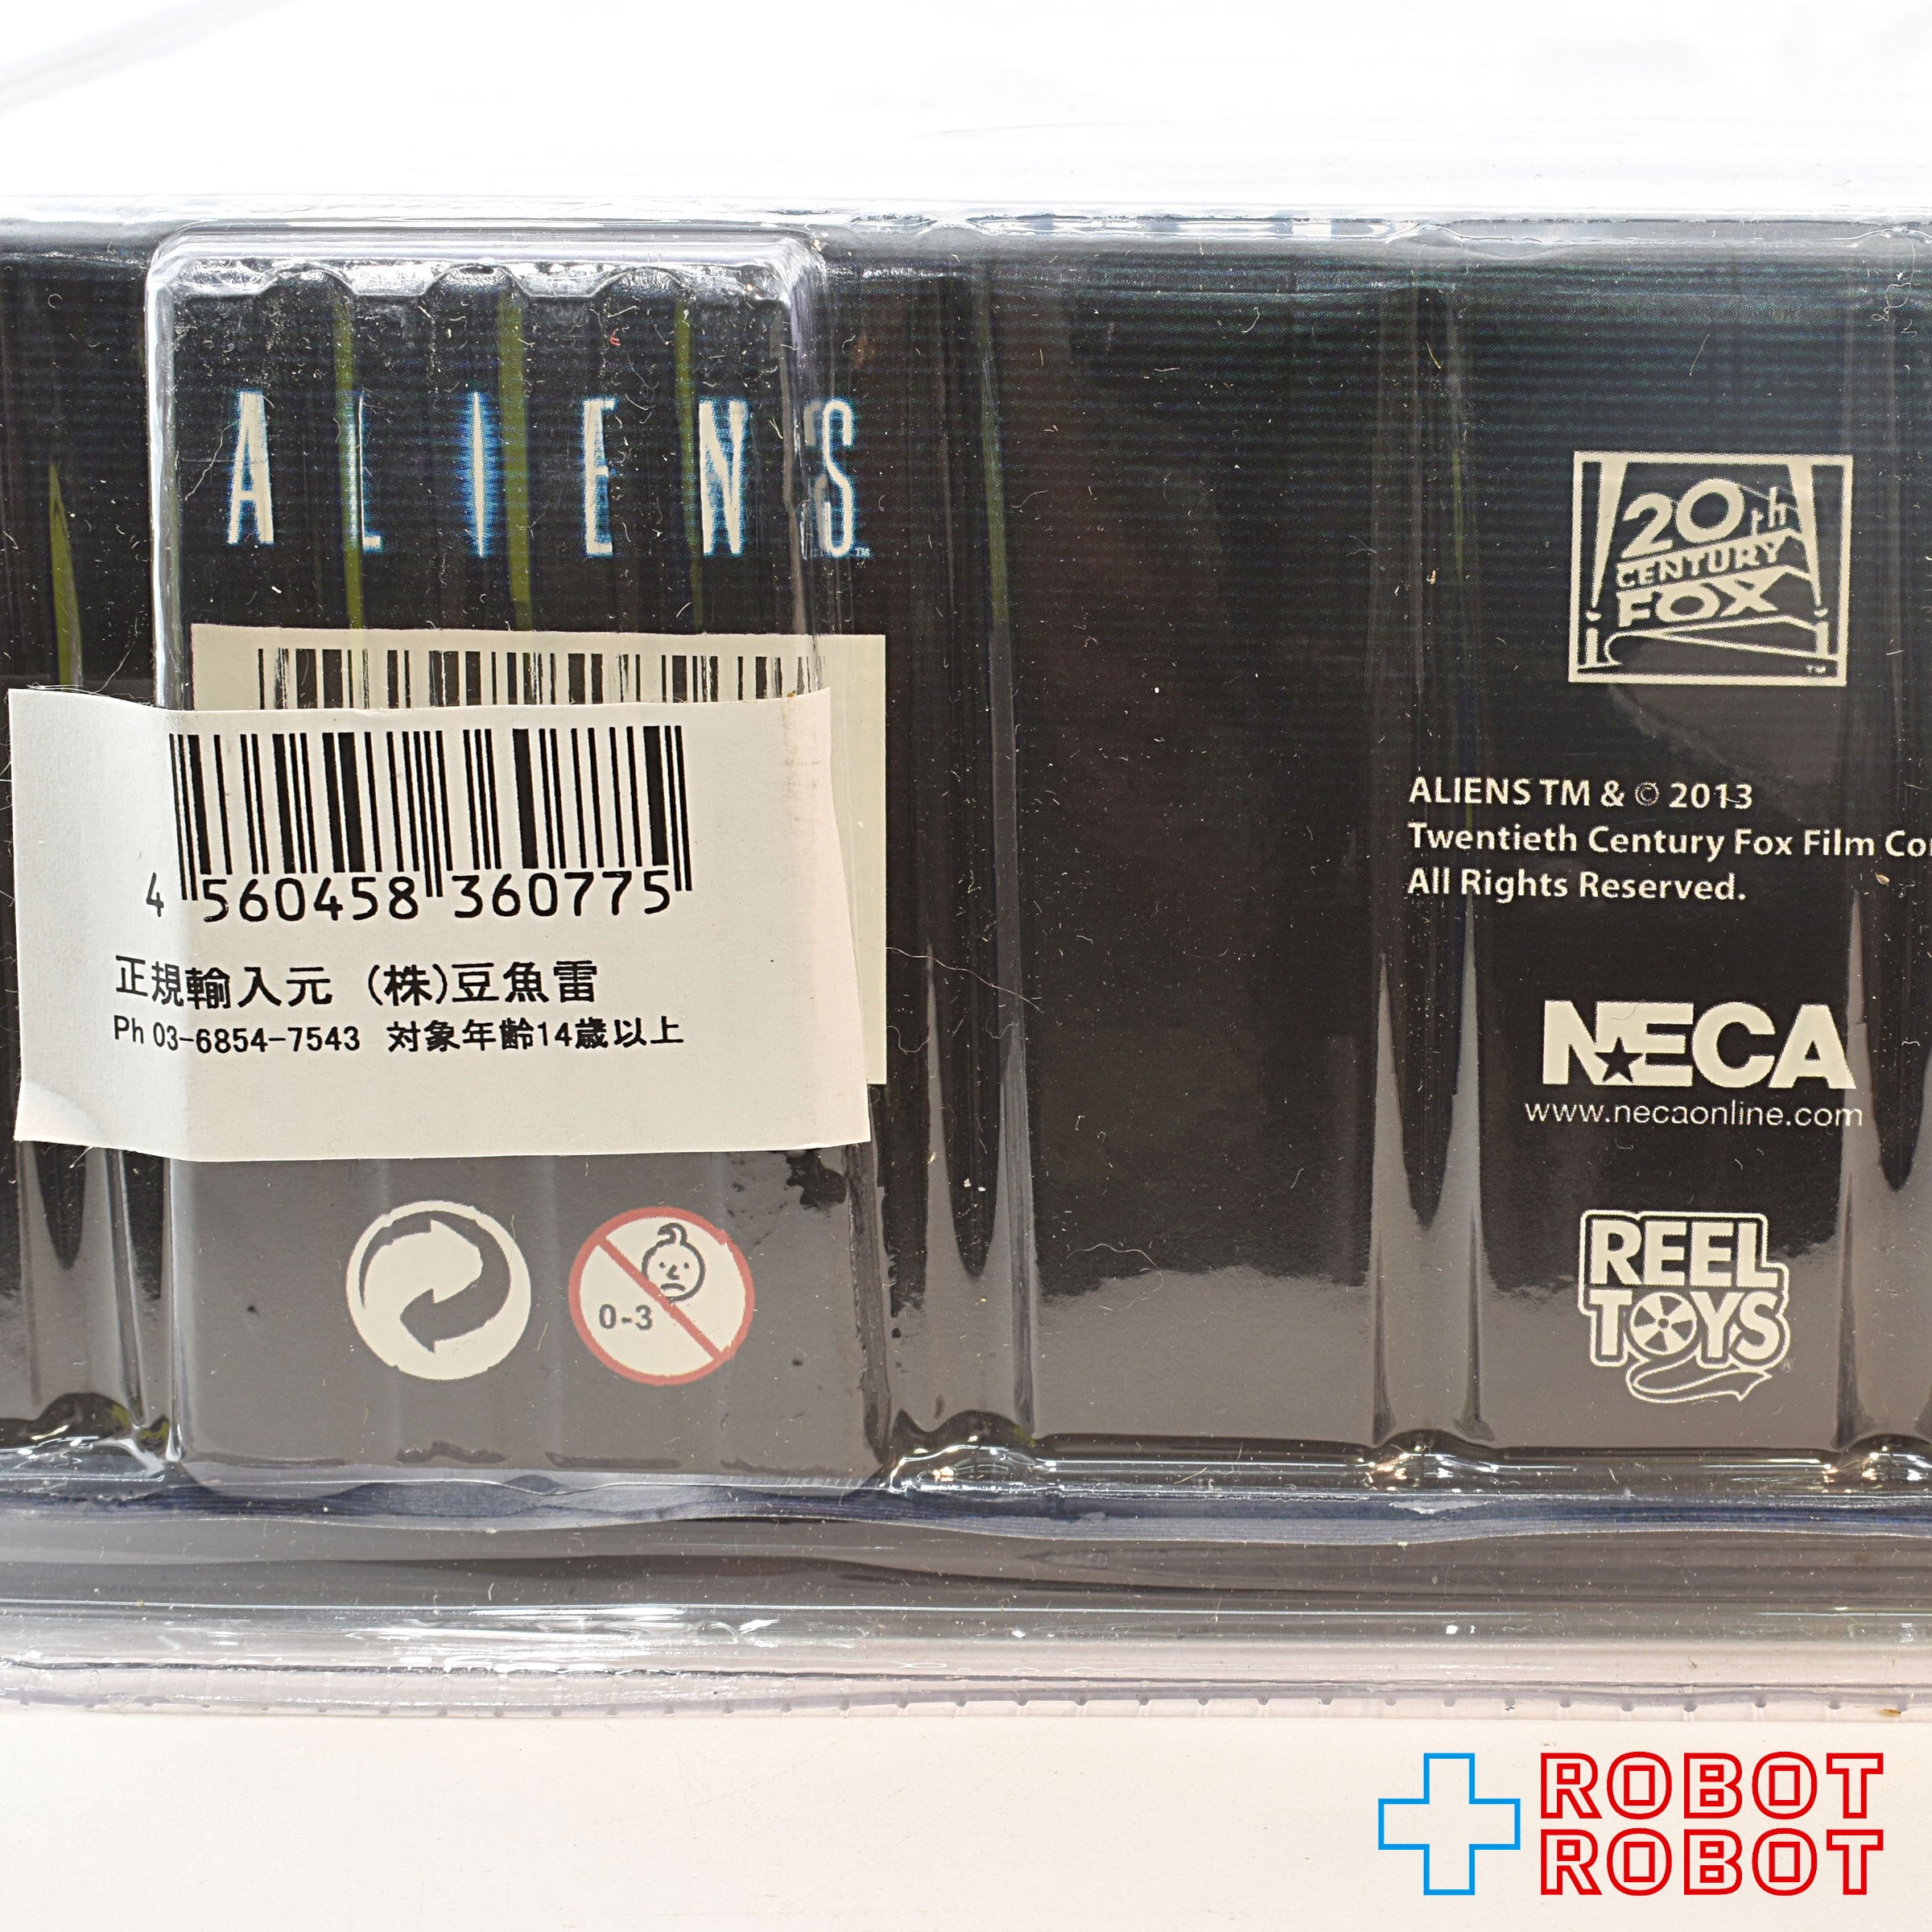 ALIENS™
4 560458 360775
正規輸入元 (株)豆魚雷
Ph 03-6854-7543 対象年齢14歳以上
0-3
20th
CENTURY
FOX
TM
ALIENS TM & © 2013
Twentieth Century Fox Film
All Rights Reserved.
NECA
www.necaonline.com
REEL
TOYS
ROBOT
ROBOT